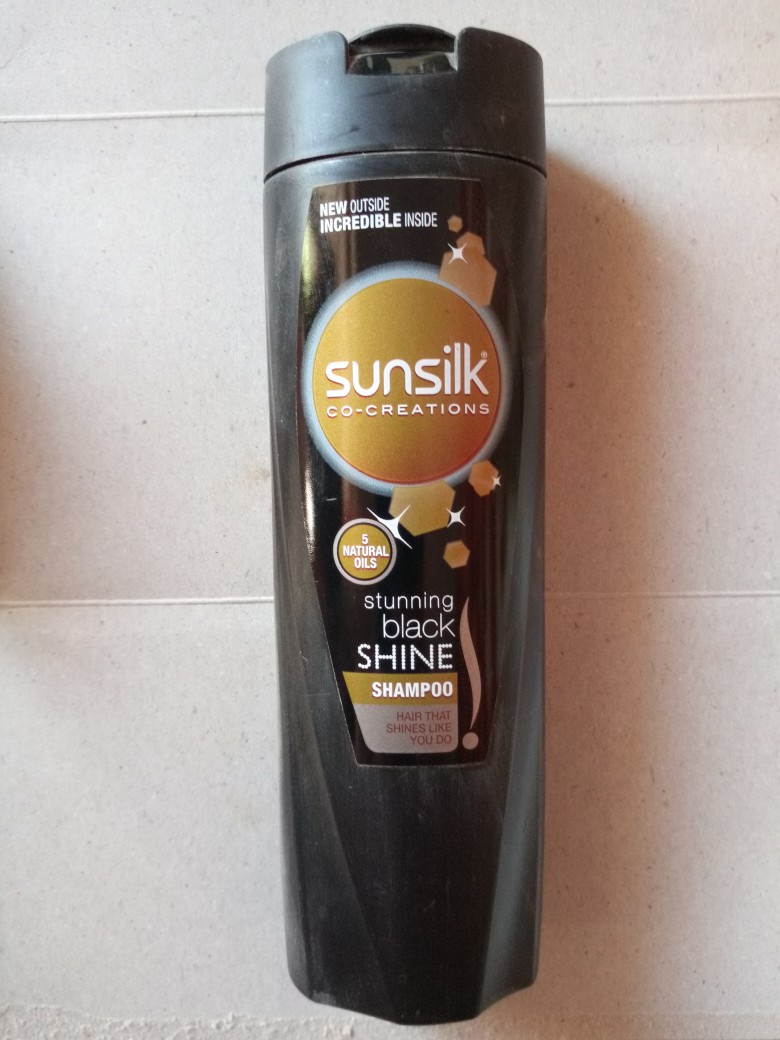 NEW OUTSIDE
INCREDIBLE INSIDE
sunsilk®
CO-CREATIONS
5
NATURAL
OILS
stunning
black
SHINE
SHAMPOO
HAIR THAT
SHINES LIKE
YOU DO